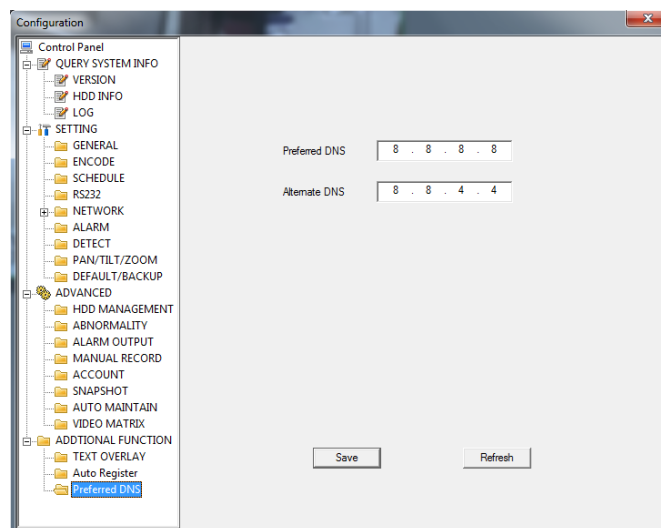 Configuration
Control Panel
QUERY SYSTEM INFO
VERSION
HDD INFO
LOG
SETTING
GENERAL
ENCODE
SCHEDULE
RS232
NETWORK
ALARM
DETECT
PAN/TILT/ZOOM
DEFAULT/BACKUP
ADVANCED
HDD MANAGEMENT
ABNORMALITY
ALARM OUTPUT
MANUAL RECORD
ACCOUNT
SNAPSHOT
AUTO MAINTAIN
VIDEO MATRIX
ADDTIONAL FUNCTION
TEXT OVERLAY
Auto Register
Preferred DNS
Preferred DNS 8 . 8 . 8 . 8
Alternate DNS 8 . 8 . 4 . 4
Save Refresh